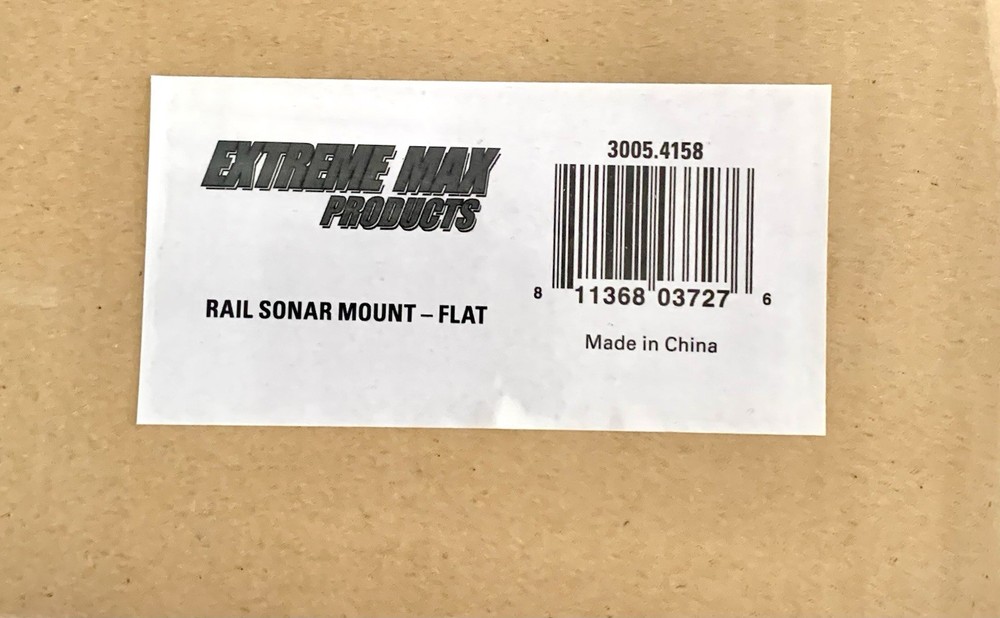 EXTREME MAX
PRODUCTS
RAIL SONAR MOUNT – FLAT
3005.4158
8 11368 03727 6
Made in China